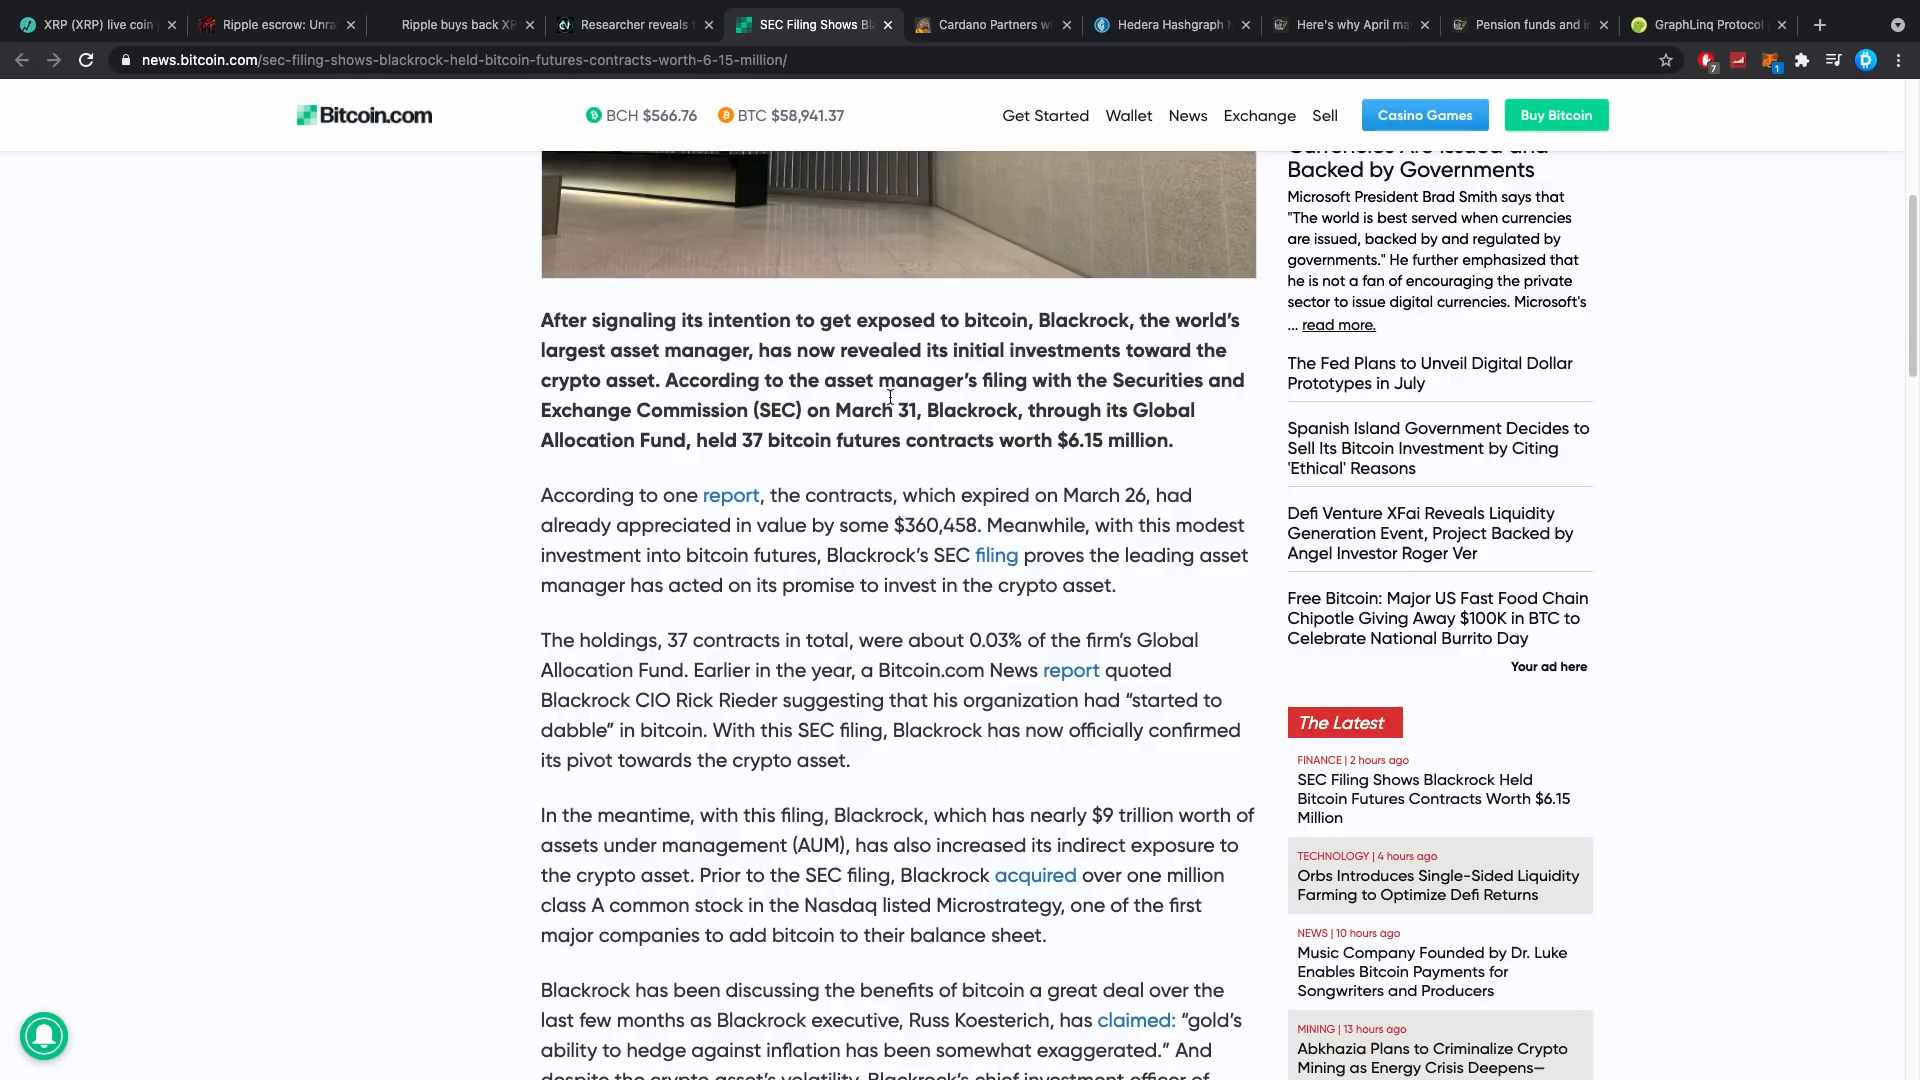 XRP (XRP) live coin
Ripple escrow: Unra
Ripple buys back XR
Researcher reveals t
SEC Filing Shows Bl
Cardano Partners w
Hedera Hashgraph
Here's why April ma
Pension funds and i
GraphLinq Protocol
news.bitcoin.com/sec-filing-shows-blackrock-held-bitcoin-futures-contracts-worth-6-15-million/
7
1
Bitcoin.com
BCH $566.76
BTC $58,941.37
Get Started
Wallet
News
Exchange
Sell
Casino Games
Buy Bitcoin
After signaling its intention to get exposed to bitcoin, Blackrock, the world's
largest asset manager, has now revealed its initial investments toward the
crypto asset. According to the asset manager's filing with the Securities and
Exchange Commission (SEC) on March 31, Blackrock, through its Global
Allocation Fund, held 37 bitcoin futures contracts worth $6.15 million.
According to one report, the contracts, which expired on March 26, had
already appreciated in value by some $360,458. Meanwhile, with this modest
investment into bitcoin futures, Blackrock's SEC filing proves the leading asset
manager has acted on its promise to invest in the crypto asset.
The holdings, 37 contracts in total, were about 0.03% of the firm's Global
Allocation Fund. Earlier in the year, a Bitcoin.com News report quoted
Blackrock CIO Rick Rieder suggesting that his organization had “started to
dabble” in bitcoin. With this SEC filing, Blackrock has now officially confirmed
its pivot towards the crypto asset.
In the meantime, with this filing, Blackrock, which has nearly $9 trillion worth of
assets under management (AUM), has also increased its indirect exposure to
the crypto asset. Prior to the SEC filing, Blackrock acquired over one million
class A common stock in the Nasdaq listed Microstrategy, one of the first
major companies to add bitcoin to their balance sheet.
Blackrock has been discussing the benefits of bitcoin a great deal over the
last few months as Blackrock executive, Russ Koesterich, has claimed: “gold's
ability to hedge against inflation has been somewhat exaggerated.” And
despite the crypto asset's volatility, Blackrock's chief investment officer of
Currencies Are Issued and
Backed by Governments
Microsoft President Brad Smith says that
"The world is best served when currencies
are issued, backed by and regulated by
governments." He further emphasized that
he is not a fan of encouraging the private
sector to issue digital currencies. Microsoft's
... read more.
The Fed Plans to Unveil Digital Dollar
Prototypes in July
Spanish Island Government Decides to
Sell Its Bitcoin Investment by Citing
'Ethical' Reasons
Defi Venture XFai Reveals Liquidity
Generation Event, Project Backed by
Angel Investor Roger Ver
Free Bitcoin: Major US Fast Food Chain
Chipotle Giving Away $100K in BTC to
Celebrate National Burrito Day
Your ad here
The Latest
FINANCE | 2 hours ago
SEC Filing Shows Blackrock Held
Bitcoin Futures Contracts Worth $6.15
Million
TECHNOLOGY | 4 hours ago
Orbs Introduces Single-Sided Liquidity
Farming to Optimize Defi Returns
NEWS | 10 hours ago
Music Company Founded by Dr. Luke
Enables Bitcoin Payments for
Songwriters and Producers
MINING | 13 hours ago
Abkhazia Plans to Criminalize Crypto
Mining as Energy Crisis Deepens—